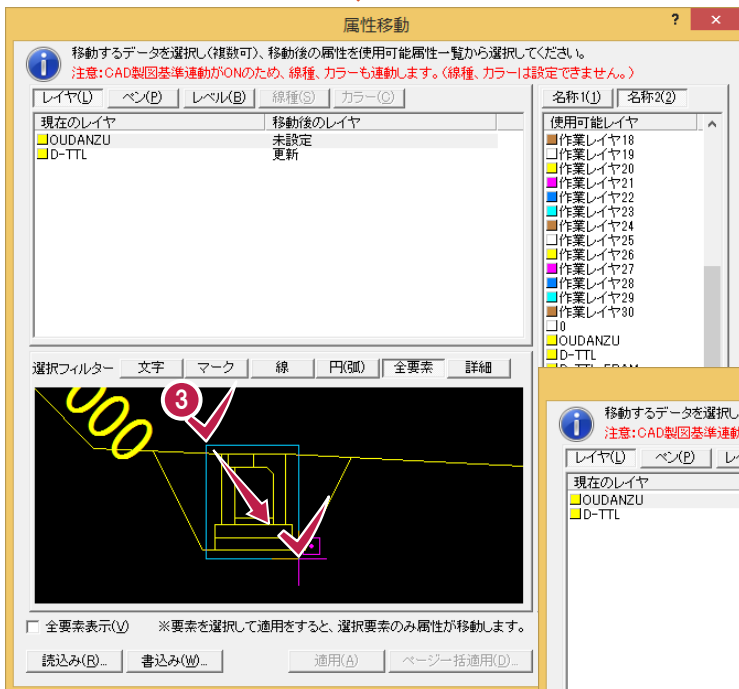 属性移動
? ×
移動するデータを選択し(複数可)、移動後の属性を使用可能属性一覧から選択してください。
注意:CAD製図基準連動がONのため、線種、カラーも連動します。(線種、カラーは設定できません。)
レイヤ(L) ペン(P) レベル(B) 線種(S) カラー(C)
名称1(1) 名称2(2)
現在のレイヤ 移動後のレイヤ
OUDANZU 未設定
D-TTL 更新
使用可能レイヤ
作業レイヤ18
作業レイヤ19
作業レイヤ20
作業レイヤ21
作業レイヤ22
作業レイヤ23
作業レイヤ24
作業レイヤ25
作業レイヤ26
作業レイヤ27
作業レイヤ28
作業レイヤ29
作業レイヤ30
0
OUDANZU
D-TTL
D-TTL-FRAM
選択フィルター 文字 マーク 線 円(弧) 全要素 詳細
000
3
全要素表示(V) ※要素を選択して適用をすると、選択要素のみ属性が移動します。
読込み(R)... 書込み(W)... 適用(A) ページ一括適用(D)...
移動するデータを選択し
注意:CAD製図基準連動
レイヤ(L) ペン(P) レ
現在のレイヤ
OUDANZU
D-TTL